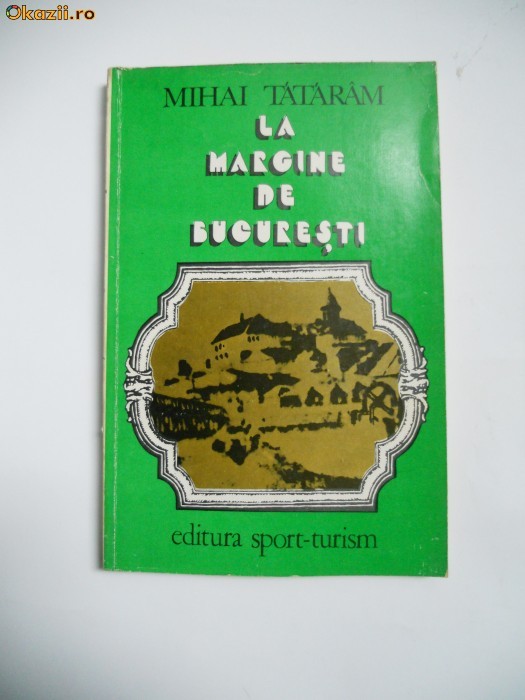 Okazii.ro
MIHAI TĂTĂRÂM
LA
MARGINE
DE
BUCUREȘTI
editura sport-turism